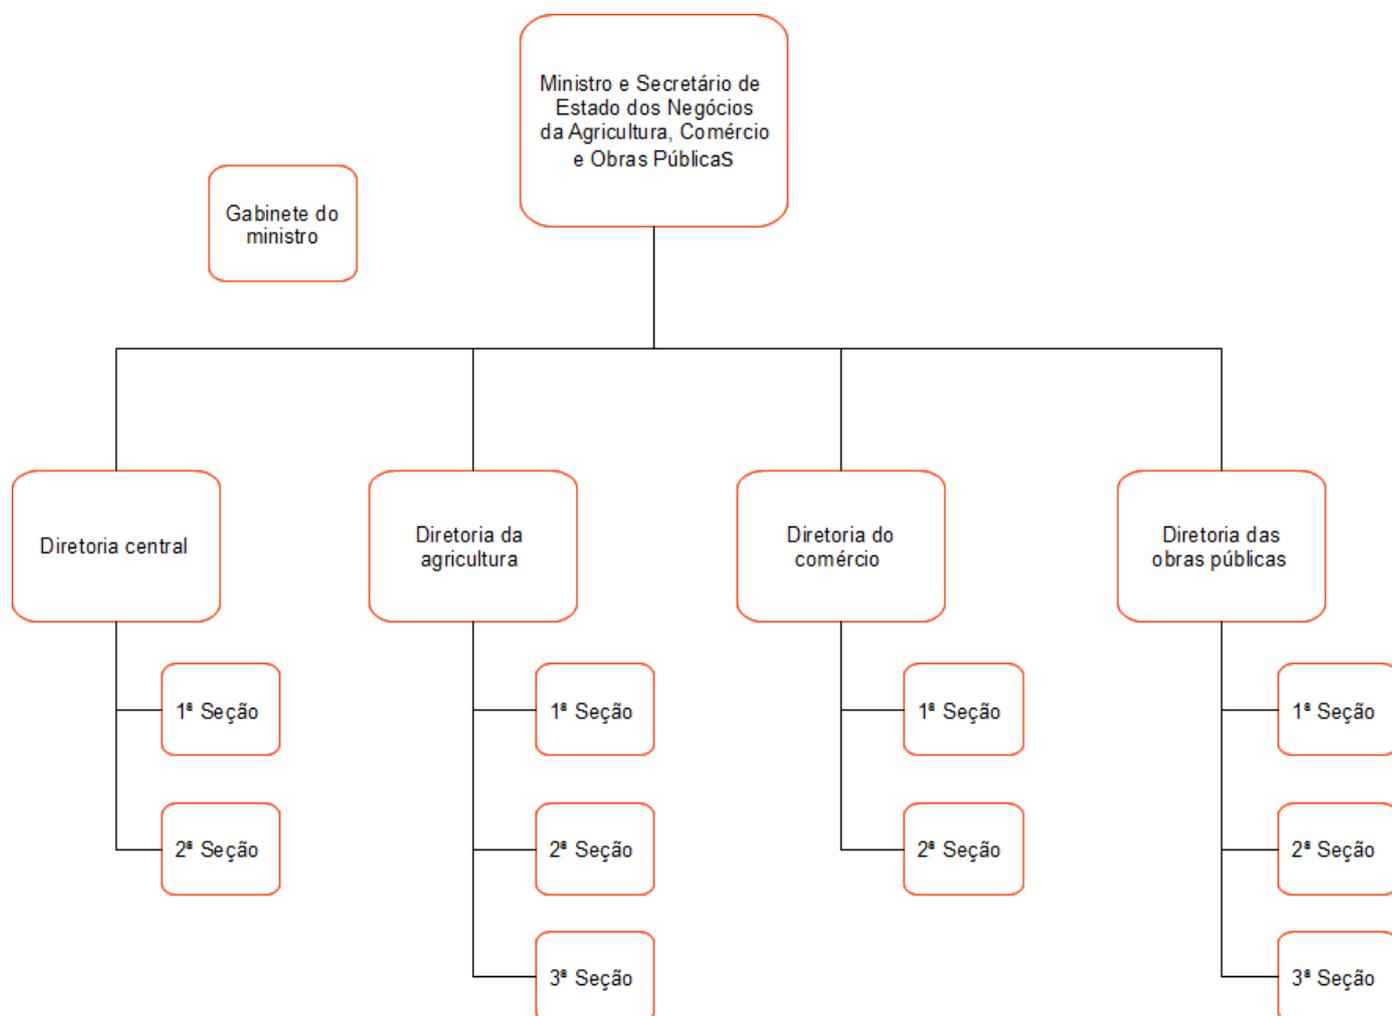 Ministro e Secretário de
Estado dos Negócios
da Agricultura, Comércio
e Obras PúblicaS
Gabinete do
ministro
Diretoria central
Diretoria da
agricultura
Diretoria do
comércio
Diretoria das
obras públicas
1ª Seção
1ª Seção
1ª Seção
1ª Seção
2ª Seção
2ª Seção
2ª Seção
2ª Seção
3ª Seção
3ª Seção